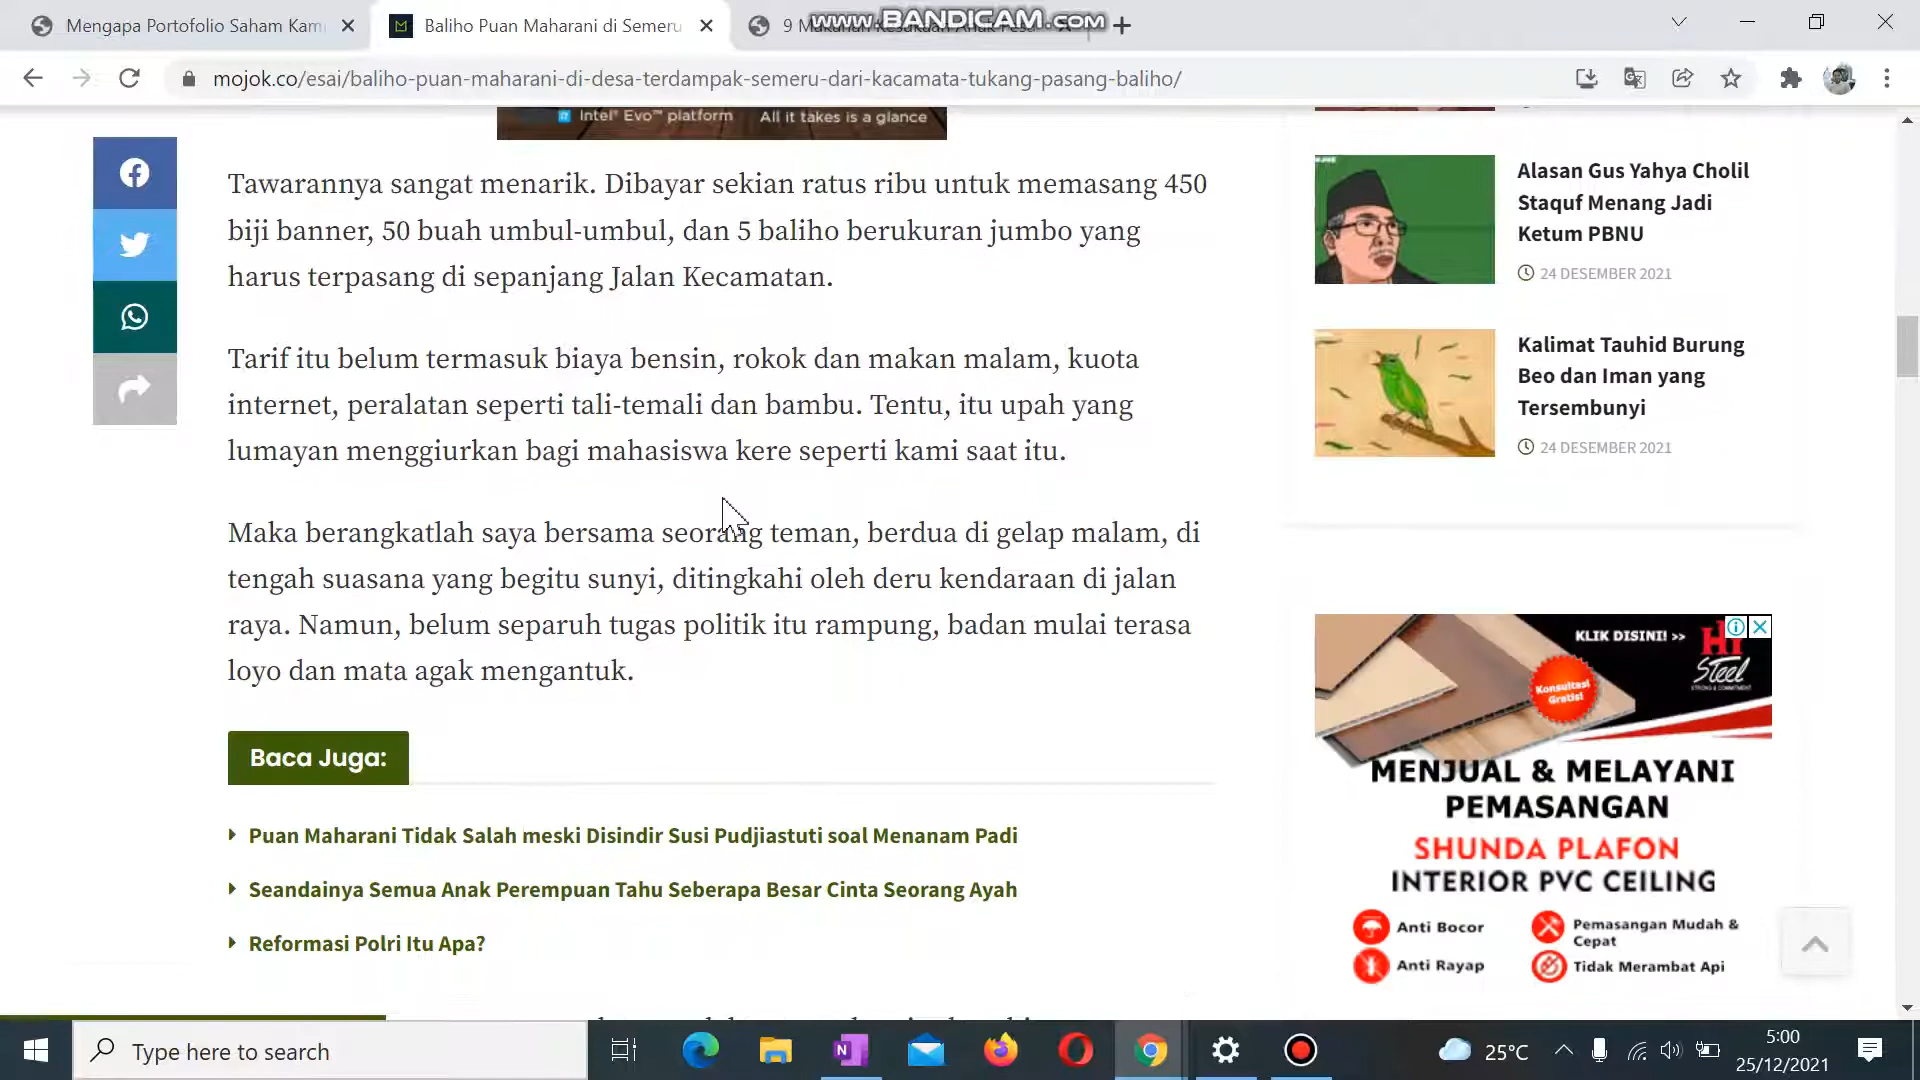 Mengapa Portofolio Saham Kam
Baliho Puan Maharani di Semeru
9 Makanan Kesukaan Anak Pesa
www.BANDICAM.com
mojok.co/esai/baliho-puan-maharani-di-desa-terdampak-semeru-dari-kacamata-tukang-pasang-baliho/
Intel® Evo™ platform All it takes is a glance
Tawarannya sangat menarik. Dibayar sekian ratus ribu untuk memasang 450
biji banner, 50 buah umbul-umbul, dan 5 baliho berukuran jumbo yang
harus terpasang di sepanjang Jalan Kecamatan.
Tarif itu belum termasuk biaya bensin, rokok dan makan malam, kuota
internet, peralatan seperti tali-temali dan bambu. Tentu, itu upah yang
lumayan menggiurkan bagi mahasiswa kere seperti kami saat itu.
Maka berangkatlah saya bersama seorang teman, berdua di gelap malam, di
tengah suasana yang begitu sunyi, ditingkahi oleh deru kendaraan di jalan
raya. Namun, belum separuh tugas politik itu rampung, badan mulai terasa
loyo dan mata agak mengantuk.
Baca Juga:
Puan Maharani Tidak Salah meski Disindir Susi Pudjiastuti soal Menanam Padi
Seandainya Semua Anak Perempuan Tahu Seberapa Besar Cinta Seorang Ayah
Reformasi Polri Itu Apa?
Alasan Gus Yahya Cholil
Staquf Menang Jadi
Ketum PBNU
24 DESEMBER 2021
Kalimat Tauhid Burung
Beo dan Iman yang
Tersembunyi
24 DESEMBER 2021
KLIK DISINI! >>
Hi
Steel
STRONG & COMMITMENT
Konsultasi
Gratis!
MENJUAL & MELAYANI
PEMASANGAN
SHUNDA PLAFON
INTERIOR PVC CEILING
Anti Bocor
Pemasangan Mudah &
Cepat
Anti Rayap
Tidak Merambat Api
Type here to search
25°C
5:00
25/12/2021